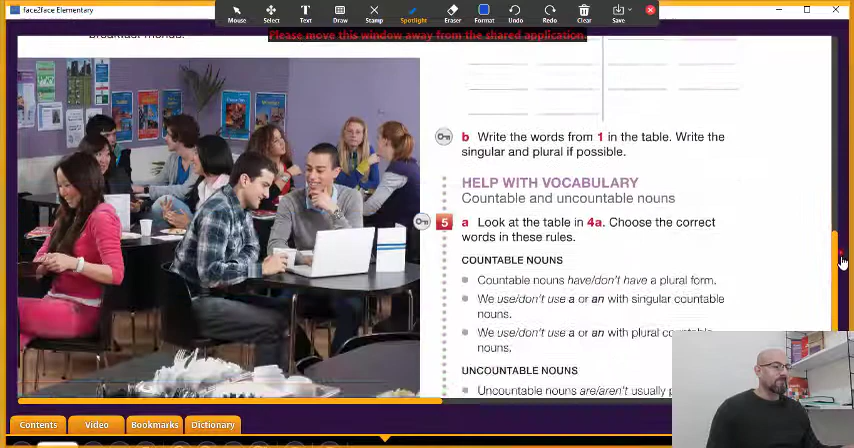 face2face Elementary
Mouse Select Text Draw Stamp Spotlight Eraser Format Undo Redo Clear Save
Please move this window away from the shared application.
b Write the words from 1 in the table. Write the
singular and plural if possible.
HELP WITH VOCABULARY
Countable and uncountable nouns
5 a Look at the table in 4a. Choose the correct
words in these rules.
COUNTABLE NOUNS
Countable nouns have/don't have a plural form.
We use/don't use a or an with singular countable
nouns.
We use/don't use a or an with plural countable
nouns.
UNCOUNTABLE NOUNS
Uncountable nouns are/aren't usually
Contents Video Bookmarks Dictionary